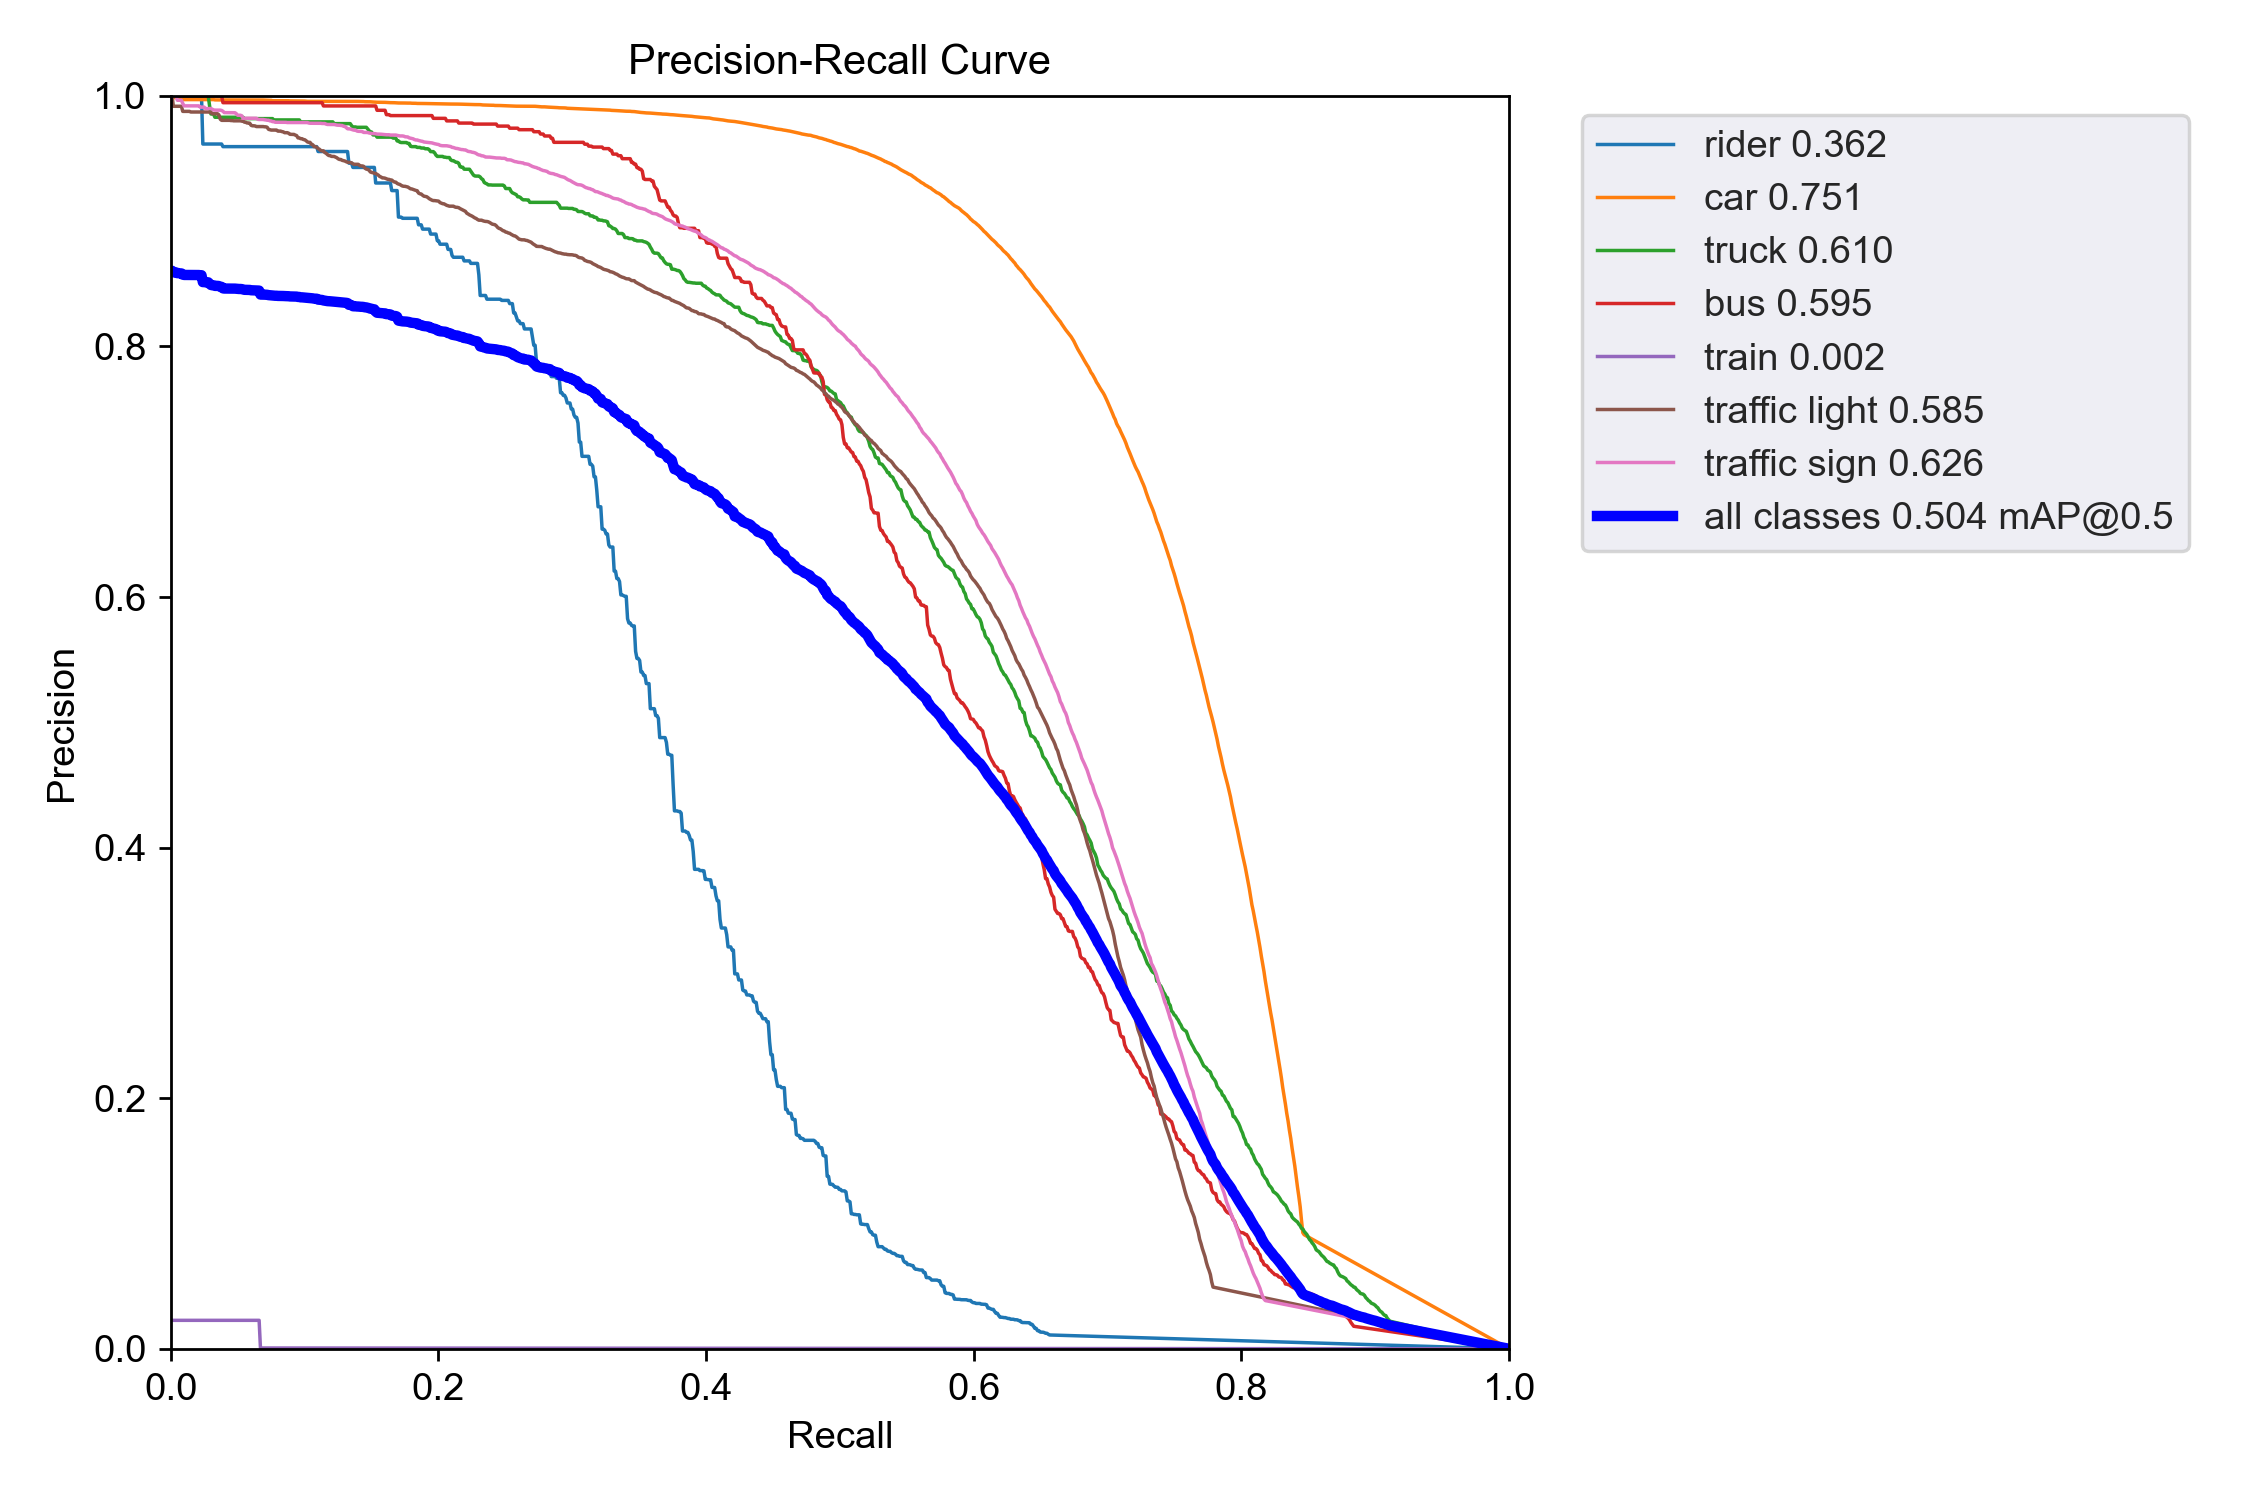 Precision-Recall Curve
1.0
0.8
0.6
0.4
0.2
0.0
Precision
0.0 0.2 0.4 0.6 0.8 1.0
Recall
rider 0.362
car 0.751
truck 0.610
bus 0.595
train 0.002
traffic light 0.585
traffic sign 0.626
all classes 0.504 mAP@0.5